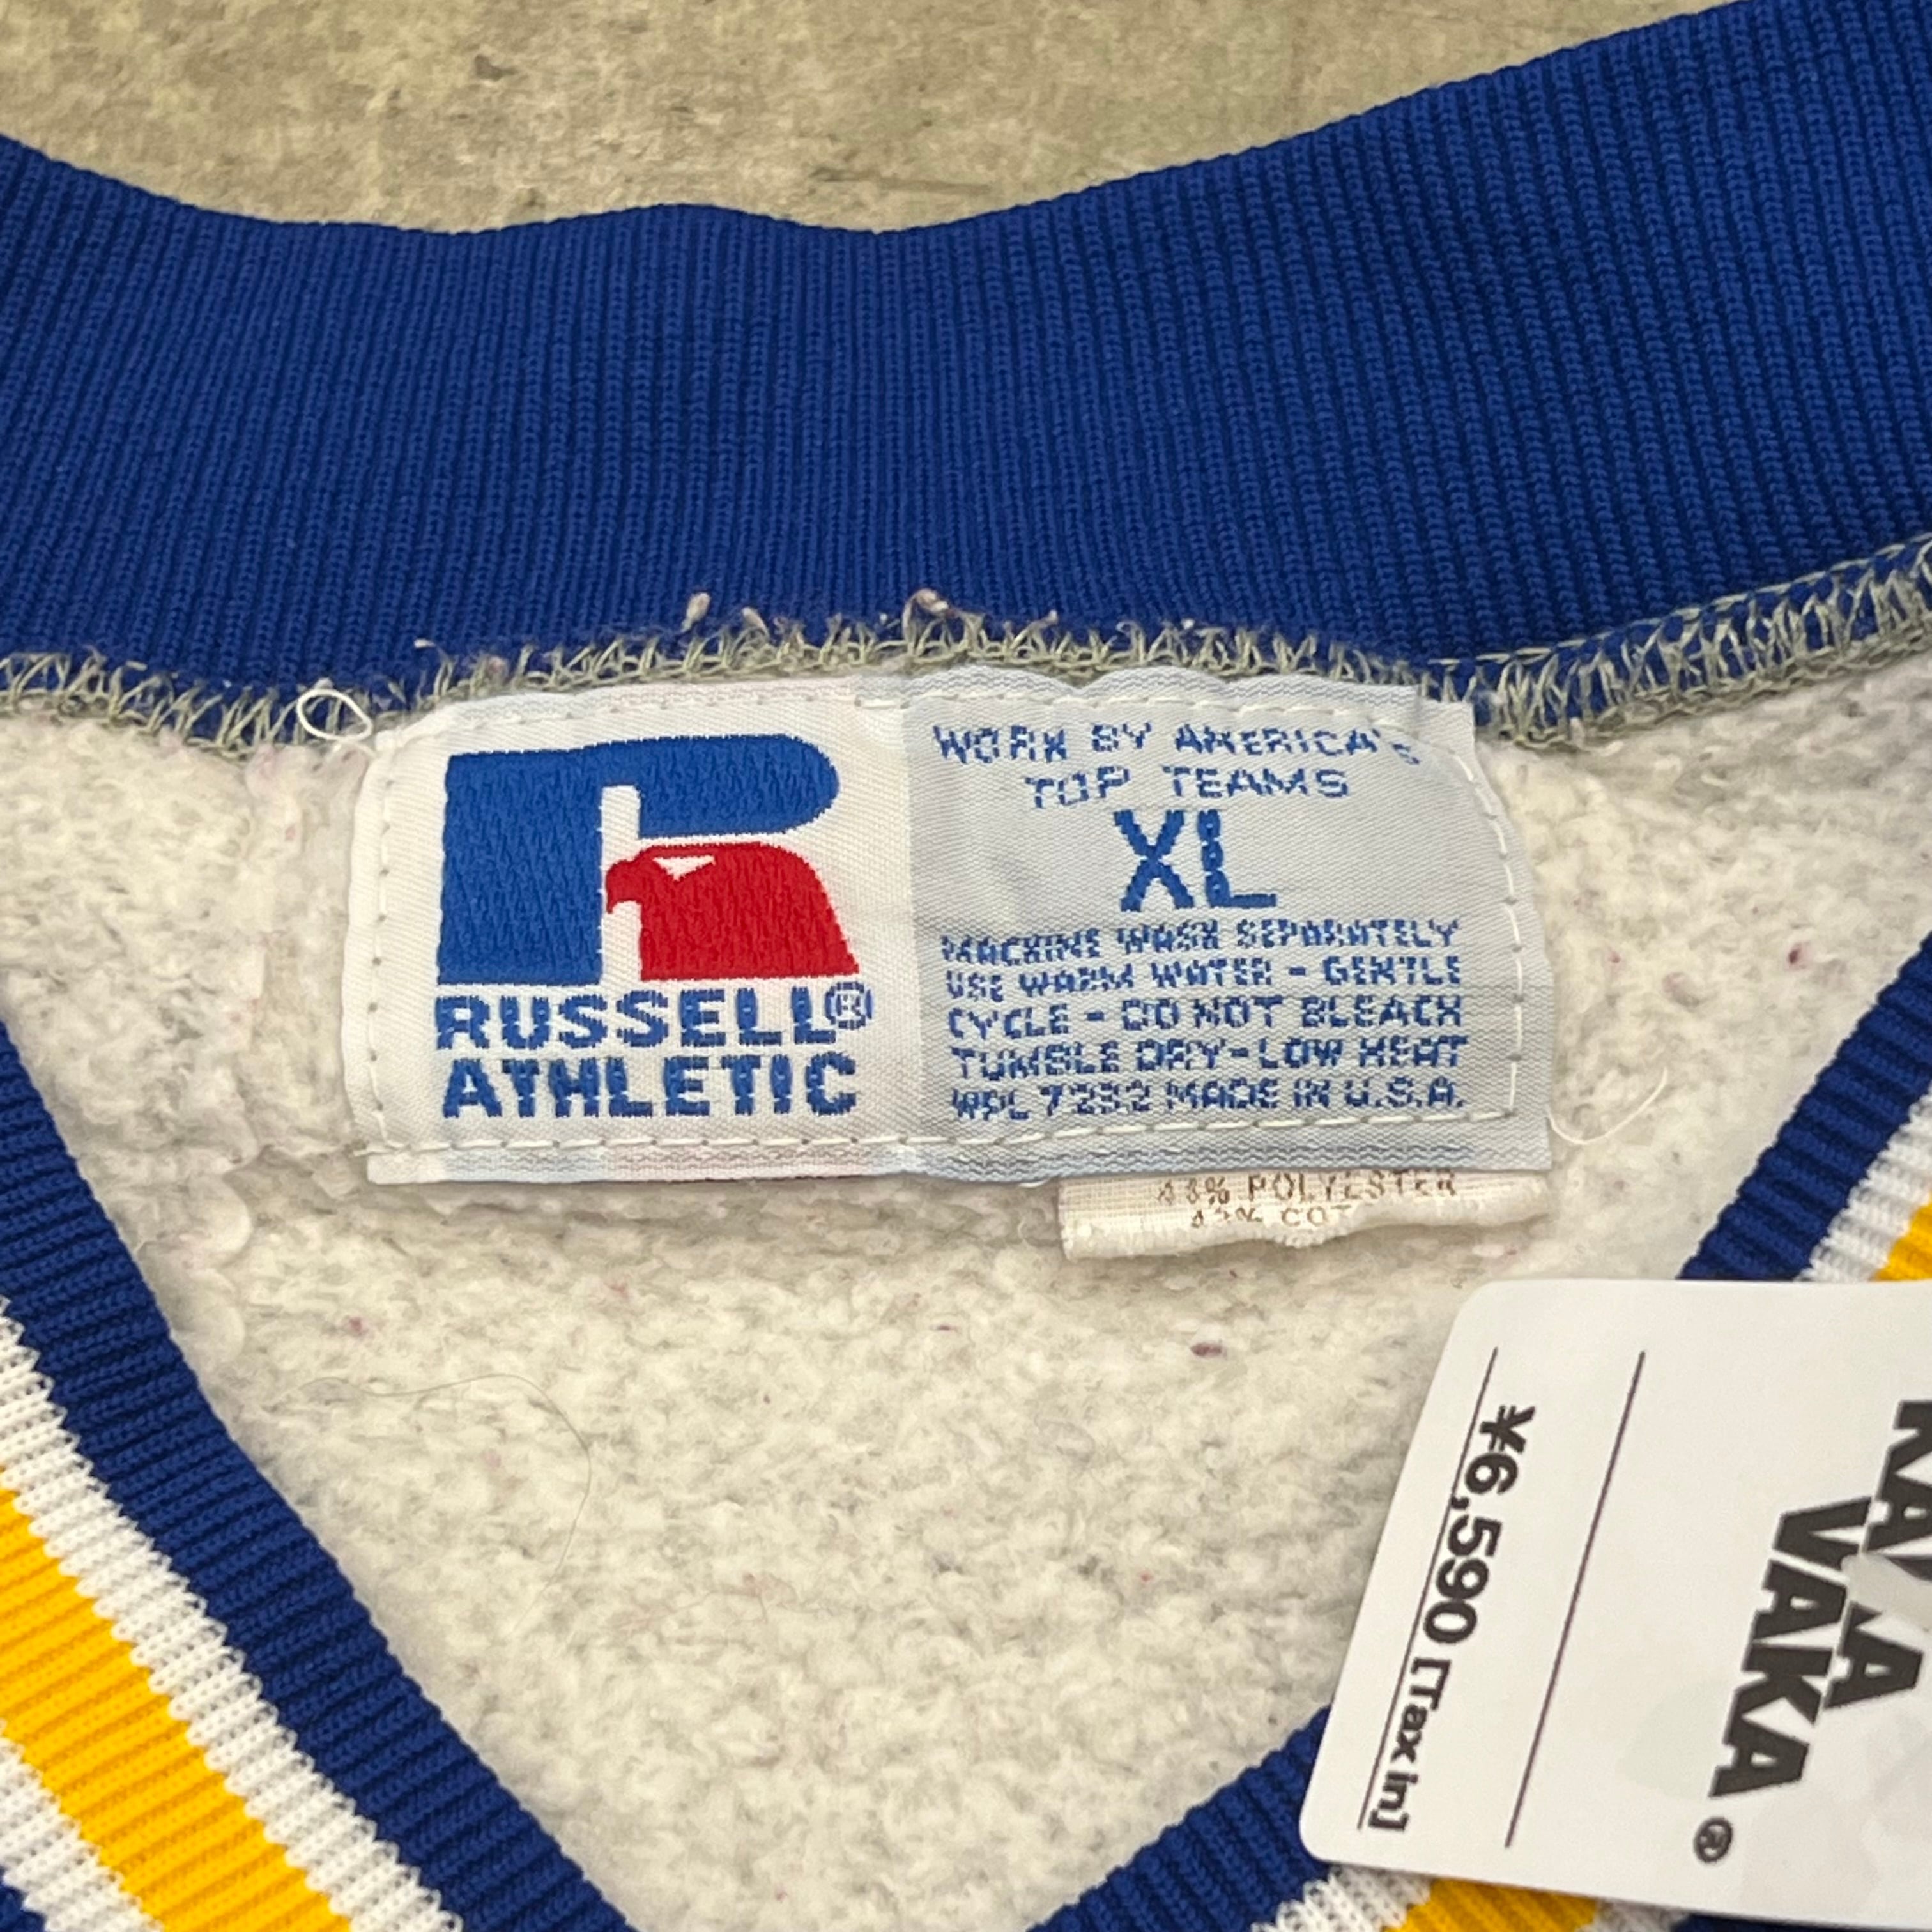 RUSSELL®
ATHLETIC
WORN BY AMERICA'S
TOP TEAMS
XL
MACHINE WASH SEPARATELY
USE WARM WATER - GENTLE
CYCLE - DO NOT BLEACH
TUMBLE DRY-LOW HEAT
WPL 7232 MADE IN U.S.A.
% POLYESTER
% COT
¥6,590 [Tax in]
VAKA®